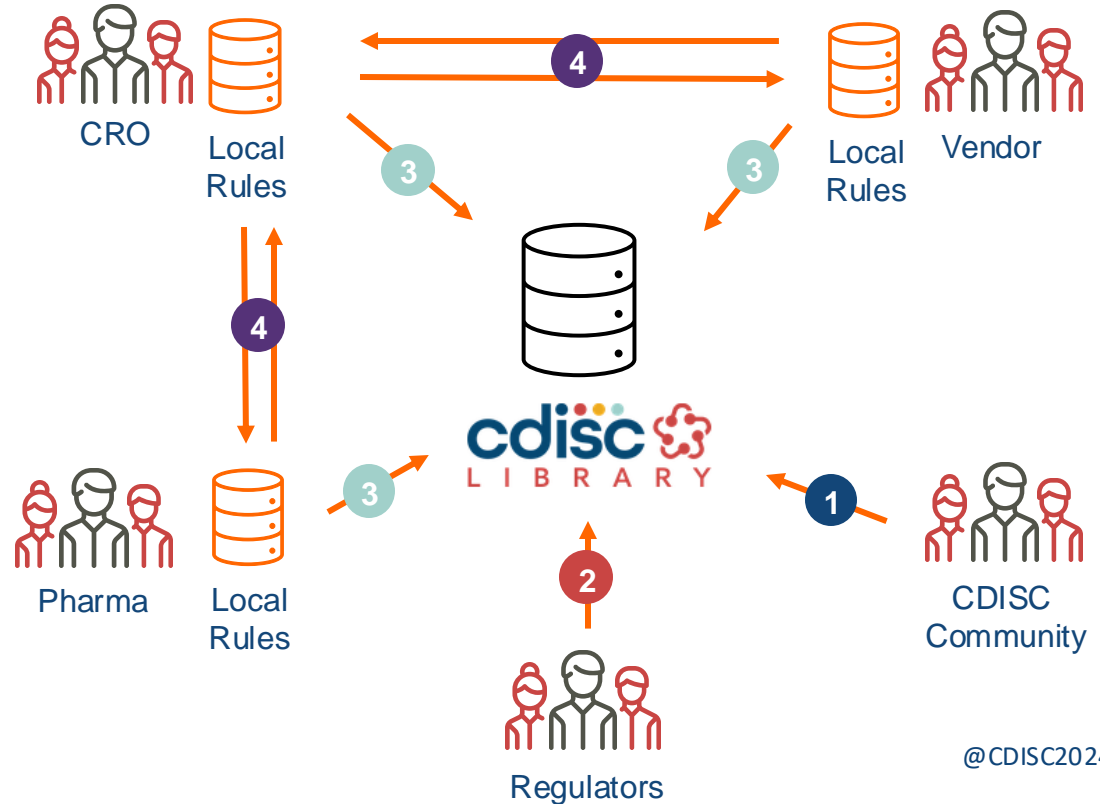 4
CRO
Local
Rules
Local
Rules
Vendor
3
3
4
cdisc
LIBRARY
3
1
Pharma
Local
Rules
2
CDISC
Community
Regulators
@CDISC2024